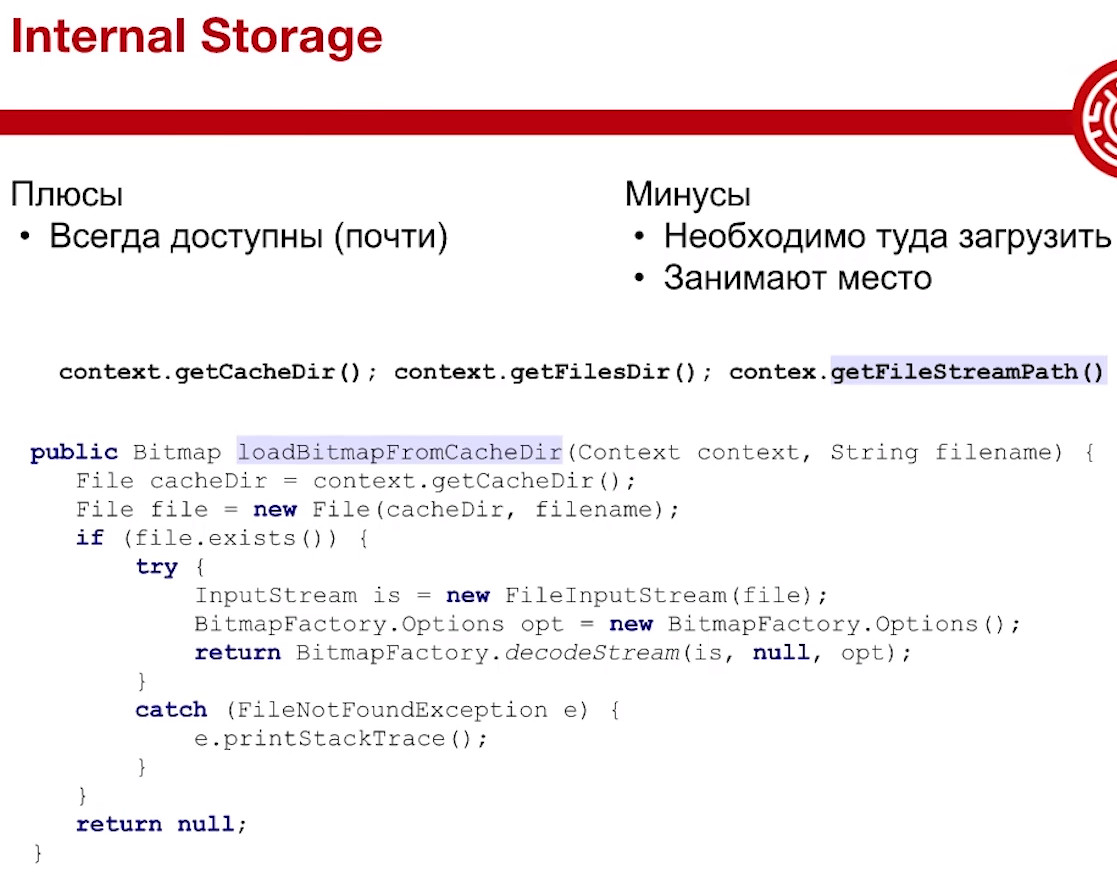 Internal Storage
Плюсы
• Всегда доступны (почти)
Минусы
• Необходимо туда загрузить
• Занимают место
context.getCacheDir(); context.getFilesDir(); contex.getFileStreamPath()
public Bitmap loadBitmapFromCacheDir(Context context, String filename) {
File cacheDir = context.getCacheDir();
File file = new File(cacheDir, filename);
if (file.exists()) {
try {
InputStream is = new FileInputStream(file);
BitmapFactory.Options opt = new BitmapFactory.Options();
return BitmapFactory.decodeStream(is, null, opt);
}
catch (FileNotFoundException e) {
e.printStackTrace();
}
}
return null;
}